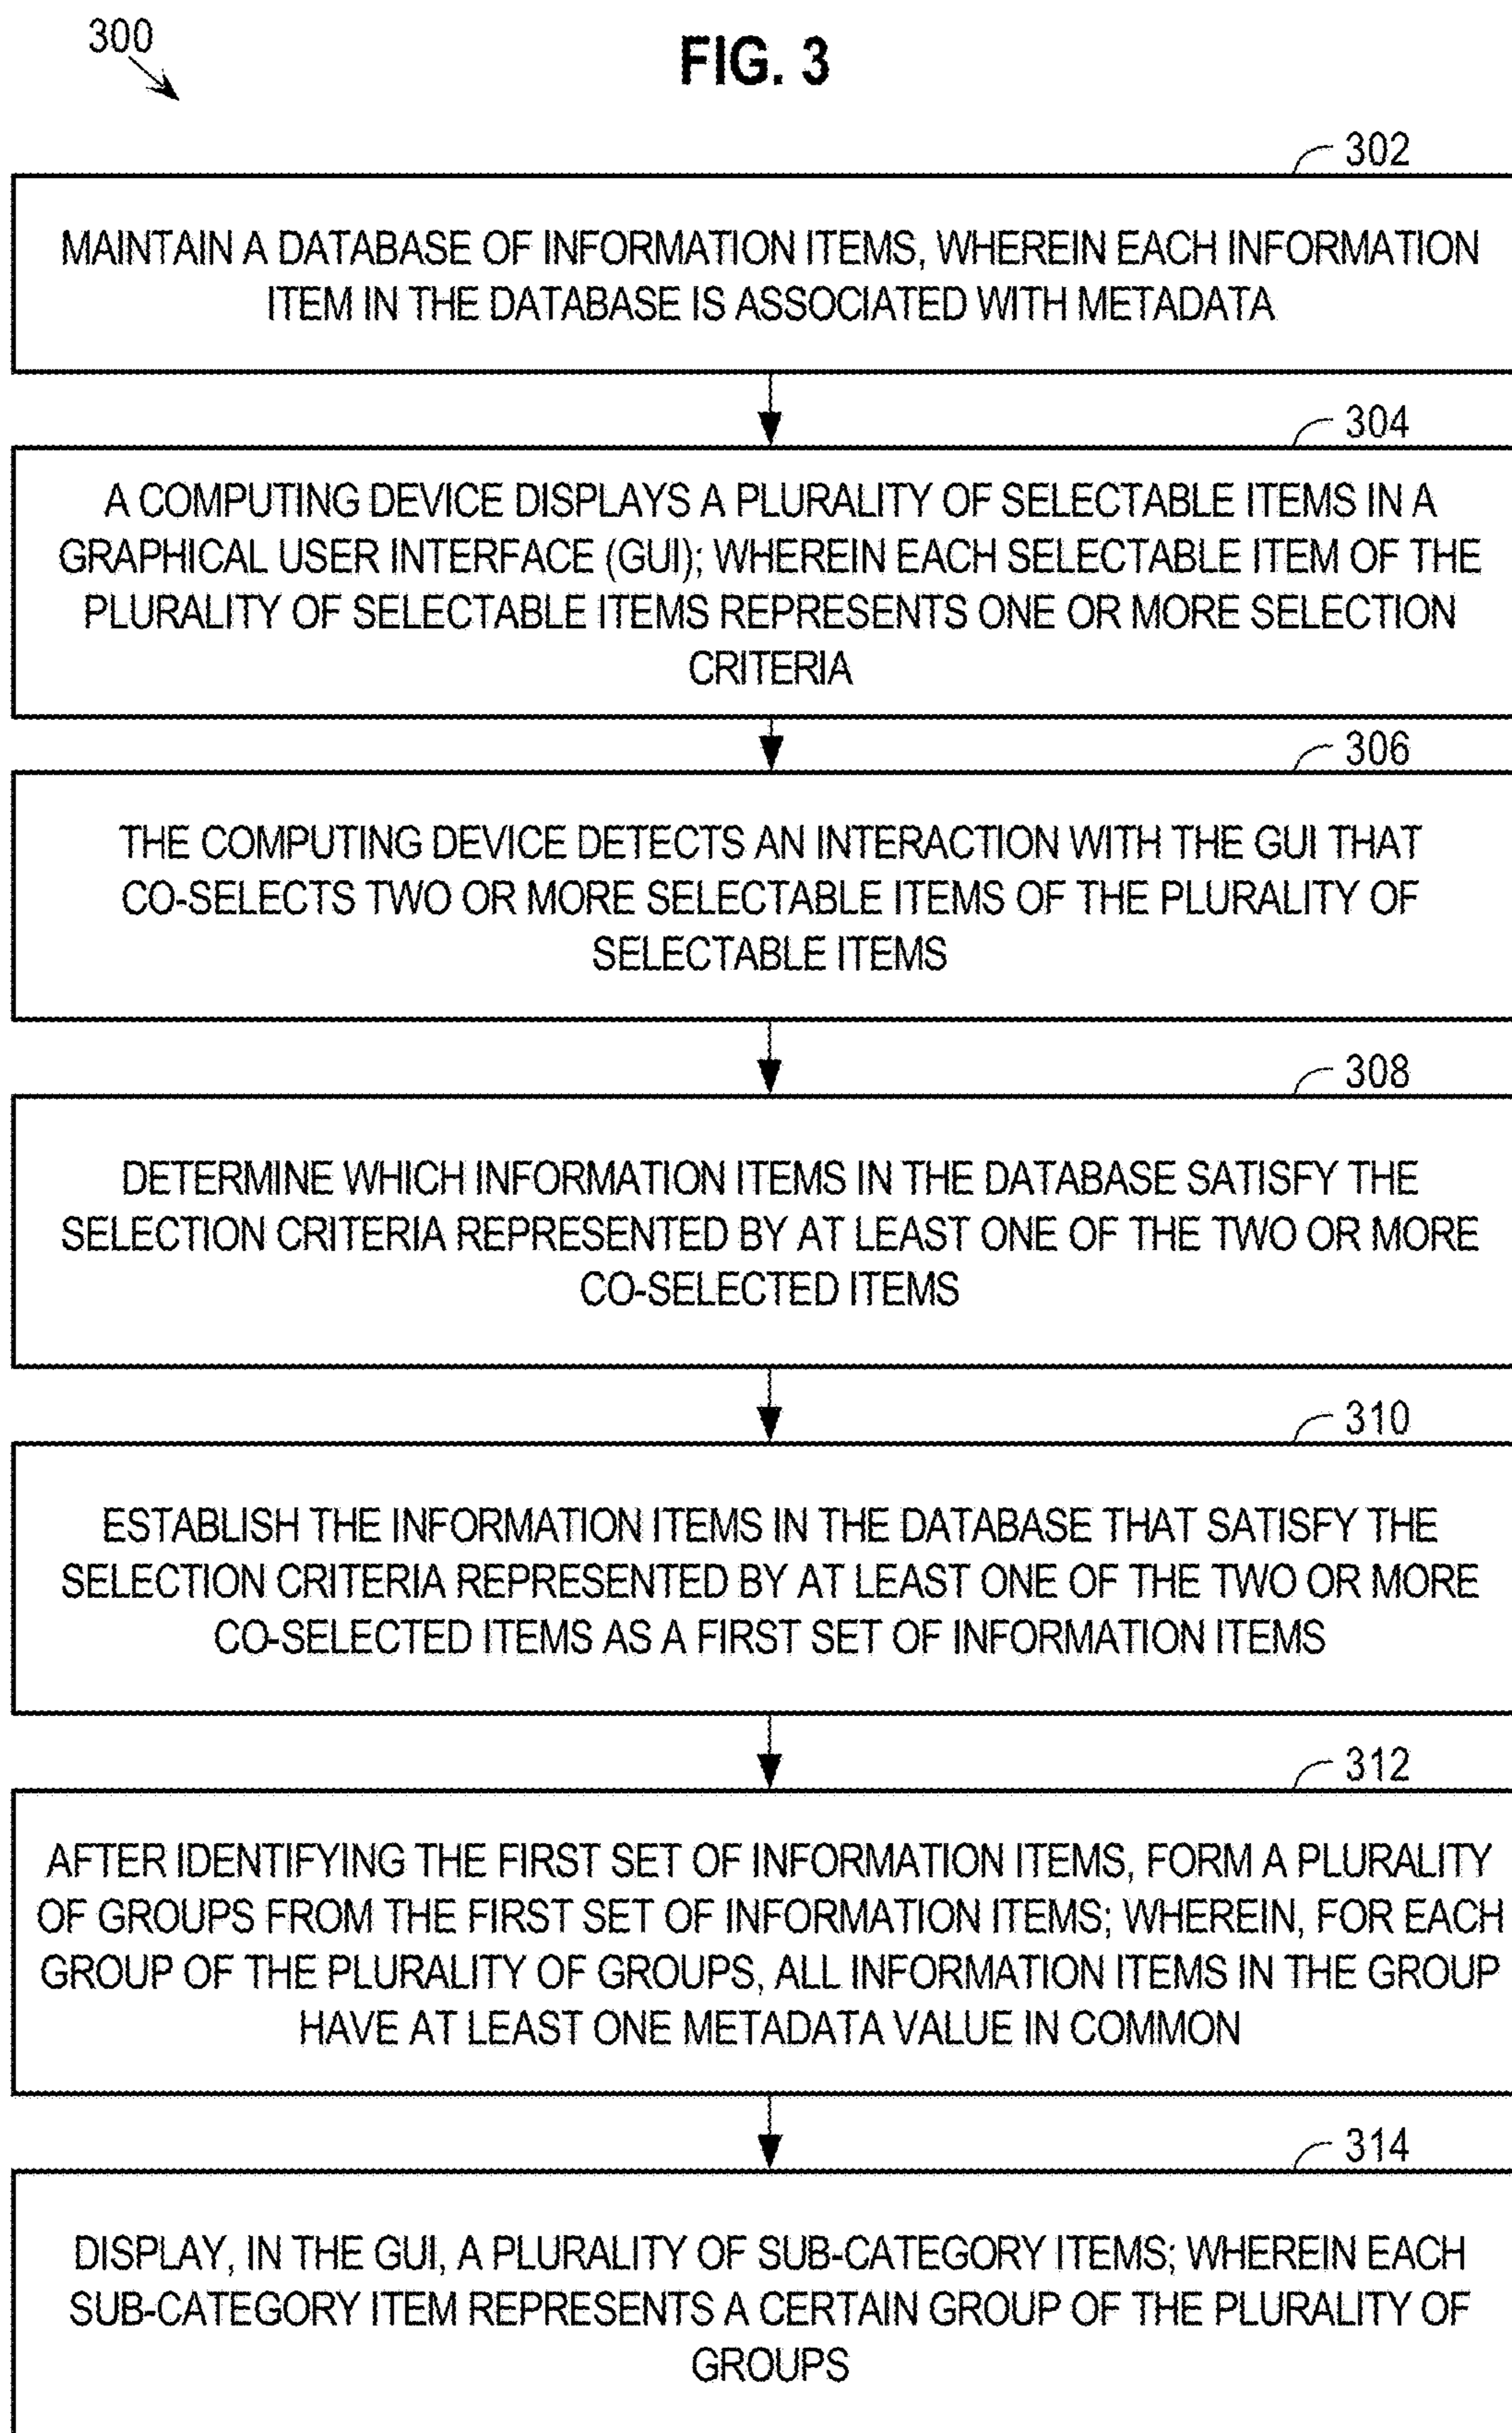 300
FIG. 3
302
MAINTAIN A DATABASE OF INFORMATION ITEMS, WHEREIN EACH INFORMATION
ITEM IN THE DATABASE IS ASSOCIATED WITH METADATA
304
A COMPUTING DEVICE DISPLAYS A PLURALITY OF SELECTABLE ITEMS IN A
GRAPHICAL USER INTERFACE (GUI); WHEREIN EACH SELECTABLE ITEM OF THE
PLURALITY OF SELECTABLE ITEMS REPRESENTS ONE OR MORE SELECTION
CRITERIA
306
THE COMPUTING DEVICE DETECTS AN INTERACTION WITH THE GUI THAT
CO-SELECTS TWO OR MORE SELECTABLE ITEMS OF THE PLURALITY OF
SELECTABLE ITEMS
308
DETERMINE WHICH INFORMATION ITEMS IN THE DATABASE SATISFY THE
SELECTION CRITERIA REPRESENTED BY AT LEAST ONE OF THE TWO OR MORE
CO-SELECTED ITEMS
310
ESTABLISH THE INFORMATION ITEMS IN THE DATABASE THAT SATISFY THE
SELECTION CRITERIA REPRESENTED BY AT LEAST ONE OF THE TWO OR MORE
CO-SELECTED ITEMS AS A FIRST SET OF INFORMATION ITEMS
312
AFTER IDENTIFYING THE FIRST SET OF INFORMATION ITEMS, FORM A PLURALITY
OF GROUPS FROM THE FIRST SET OF INFORMATION ITEMS; WHEREIN, FOR EACH
GROUP OF THE PLURALITY OF GROUPS, ALL INFORMATION ITEMS IN THE GROUP
HAVE AT LEAST ONE METADATA VALUE IN COMMON
314
DISPLAY, IN THE GUI, A PLURALITY OF SUB-CATEGORY ITEMS; WHEREIN EACH
SUB-CATEGORY ITEM REPRESENTS A CERTAIN GROUP OF THE PLURALITY OF
GROUPS